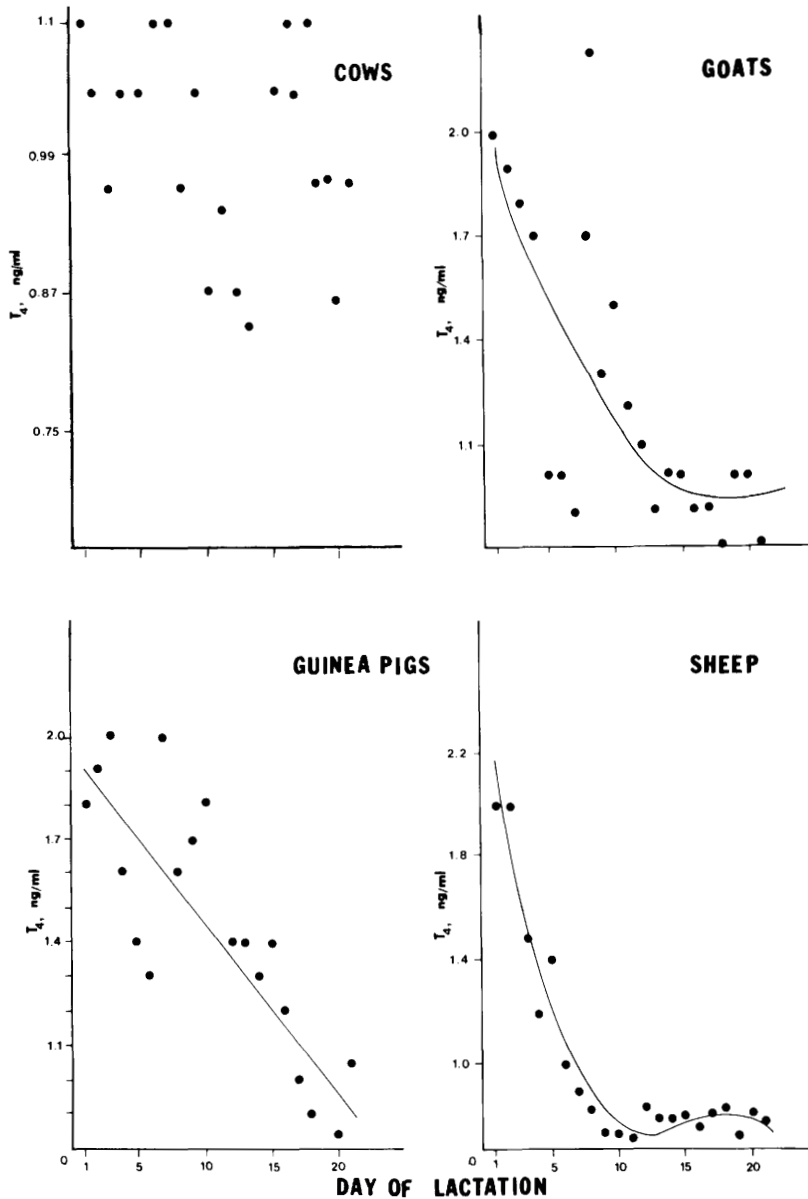 COWS
1.1
0.99
0.87
0.75
T4, ng/ml
GOATS
2.0
1.7
1.4
1.1
T4, ng/ml
GUINEA PIGS
2.0
1.7
1.4
1.1
T4, ng/ml
0 1 5 10 15 20
SHEEP
2.2
1.8
1.4
1.0
T4, ng/ml
0 1 5 10 15 20
DAY OF LACTATION